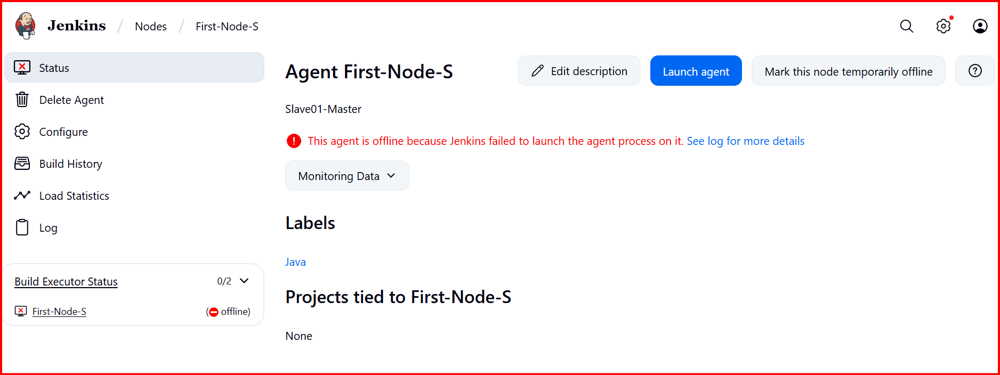 Jenkins / Nodes / First-Node-S
Status
Delete Agent
Configure
Build History
Load Statistics
Log
Build Executor Status 0/2
First-Node-S (offline)
Agent First-Node-S
Edit description
Launch agent
Mark this node temporarily offline
Slave01-Master
This agent is offline because Jenkins failed to launch the agent process on it. See log for more details
Monitoring Data
Labels
Java
Projects tied to First-Node-S
None